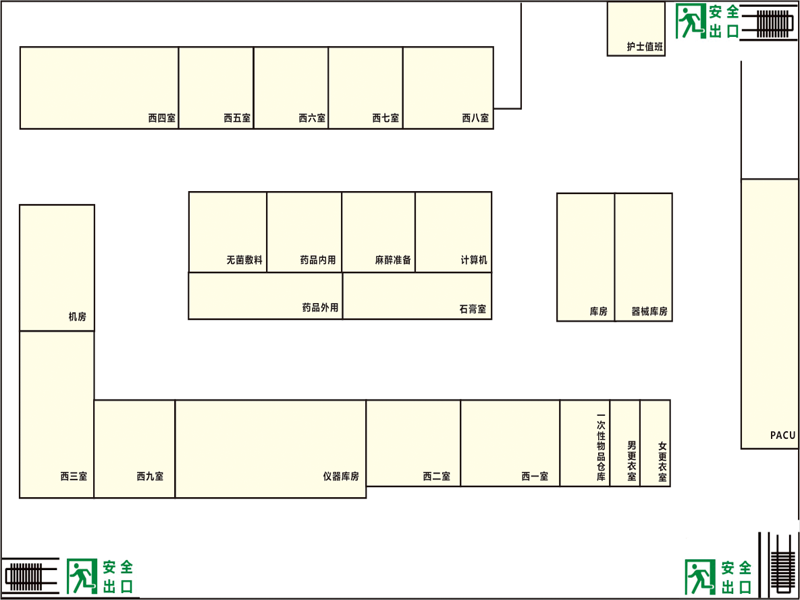 护士值班
安全
出口
西四室
西五室
西六室
西七室
西八室
无菌敷料
药品内用
麻醉准备
计算机
药品外用
石膏室
库房
器械库房
机房
PACU
西三室
西九室
仪器库房
西二室
西一室
一次性物品仓库
男更衣室
女更衣室
安全
出口
安全
出口